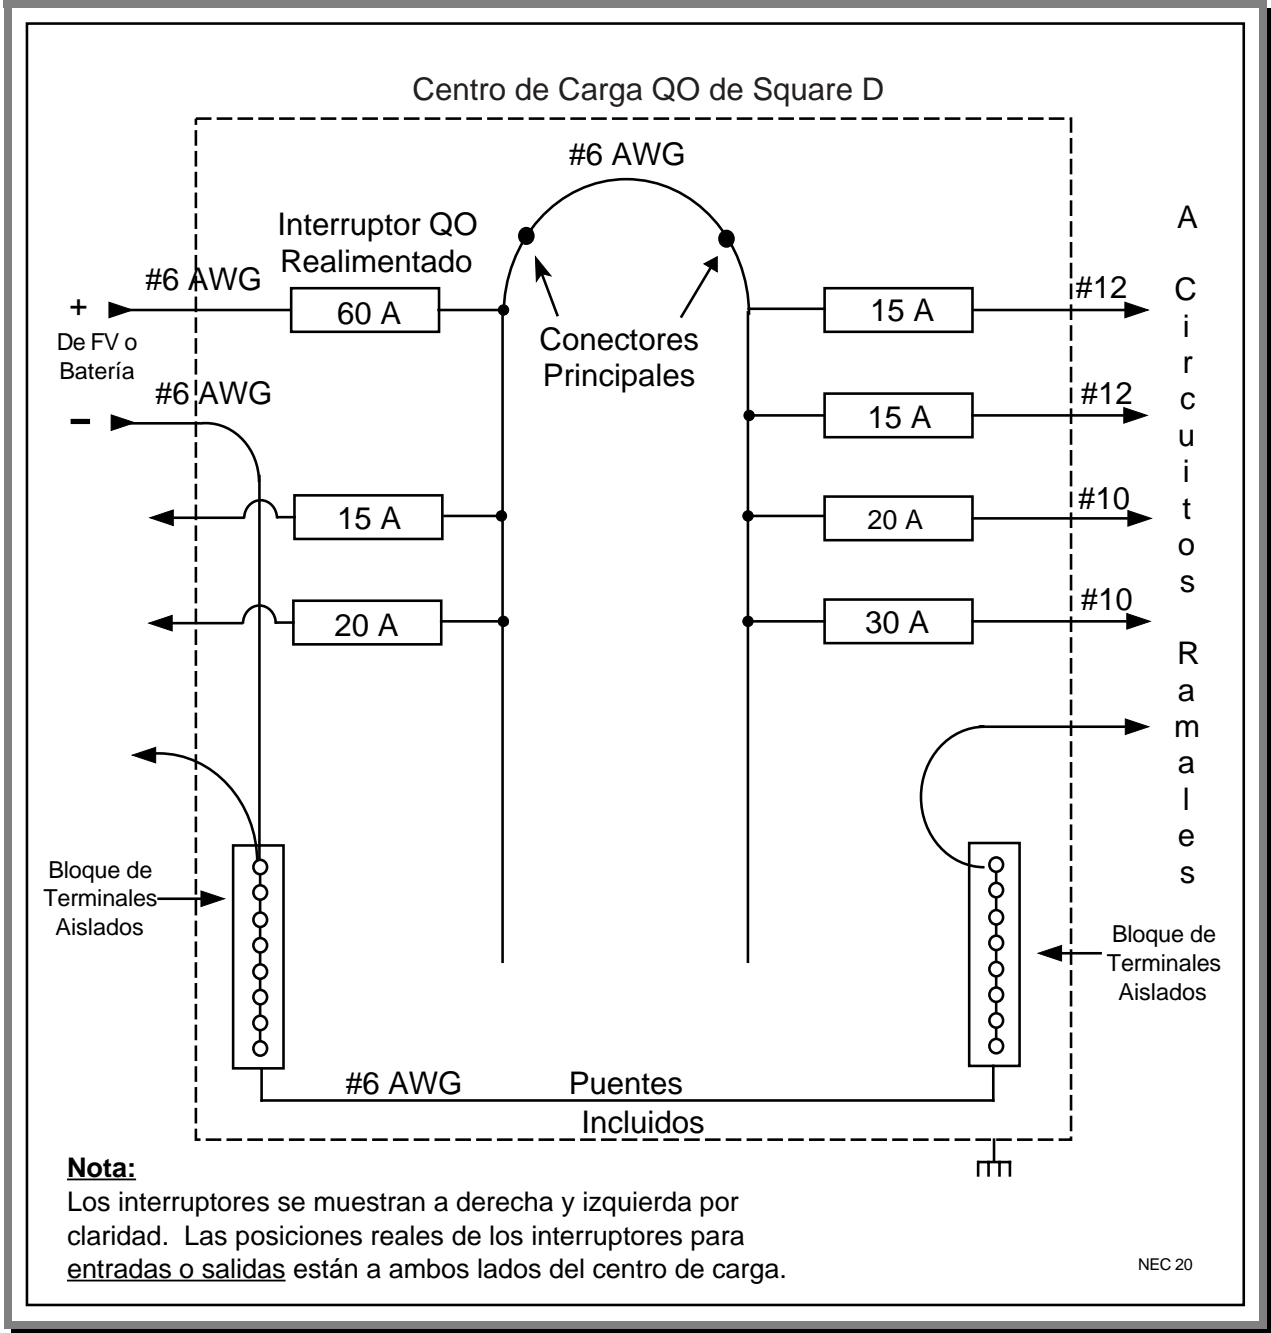 Centro de Carga QO de Square D
#6 AWG
Interruptor QO
Realimentado
#6 AWG
+
60 A
De FV o
Batería
#6 AWG
-
Conectores
Principales
15 A
#12
15 A
#12
15 A
20 A
#10
20 A
30 A
#10
A Circuitos Ramales
Bloque de
Terminales
Aislados
Bloque de
Terminales
Aislados
#6 AWG
Puentes
Incluidos
Nota:
Los interruptores se muestran a derecha y izquierda por
claridad. Las posiciones reales de los interruptores para
entradas o salidas están a ambos lados del centro de carga.
NEC 20